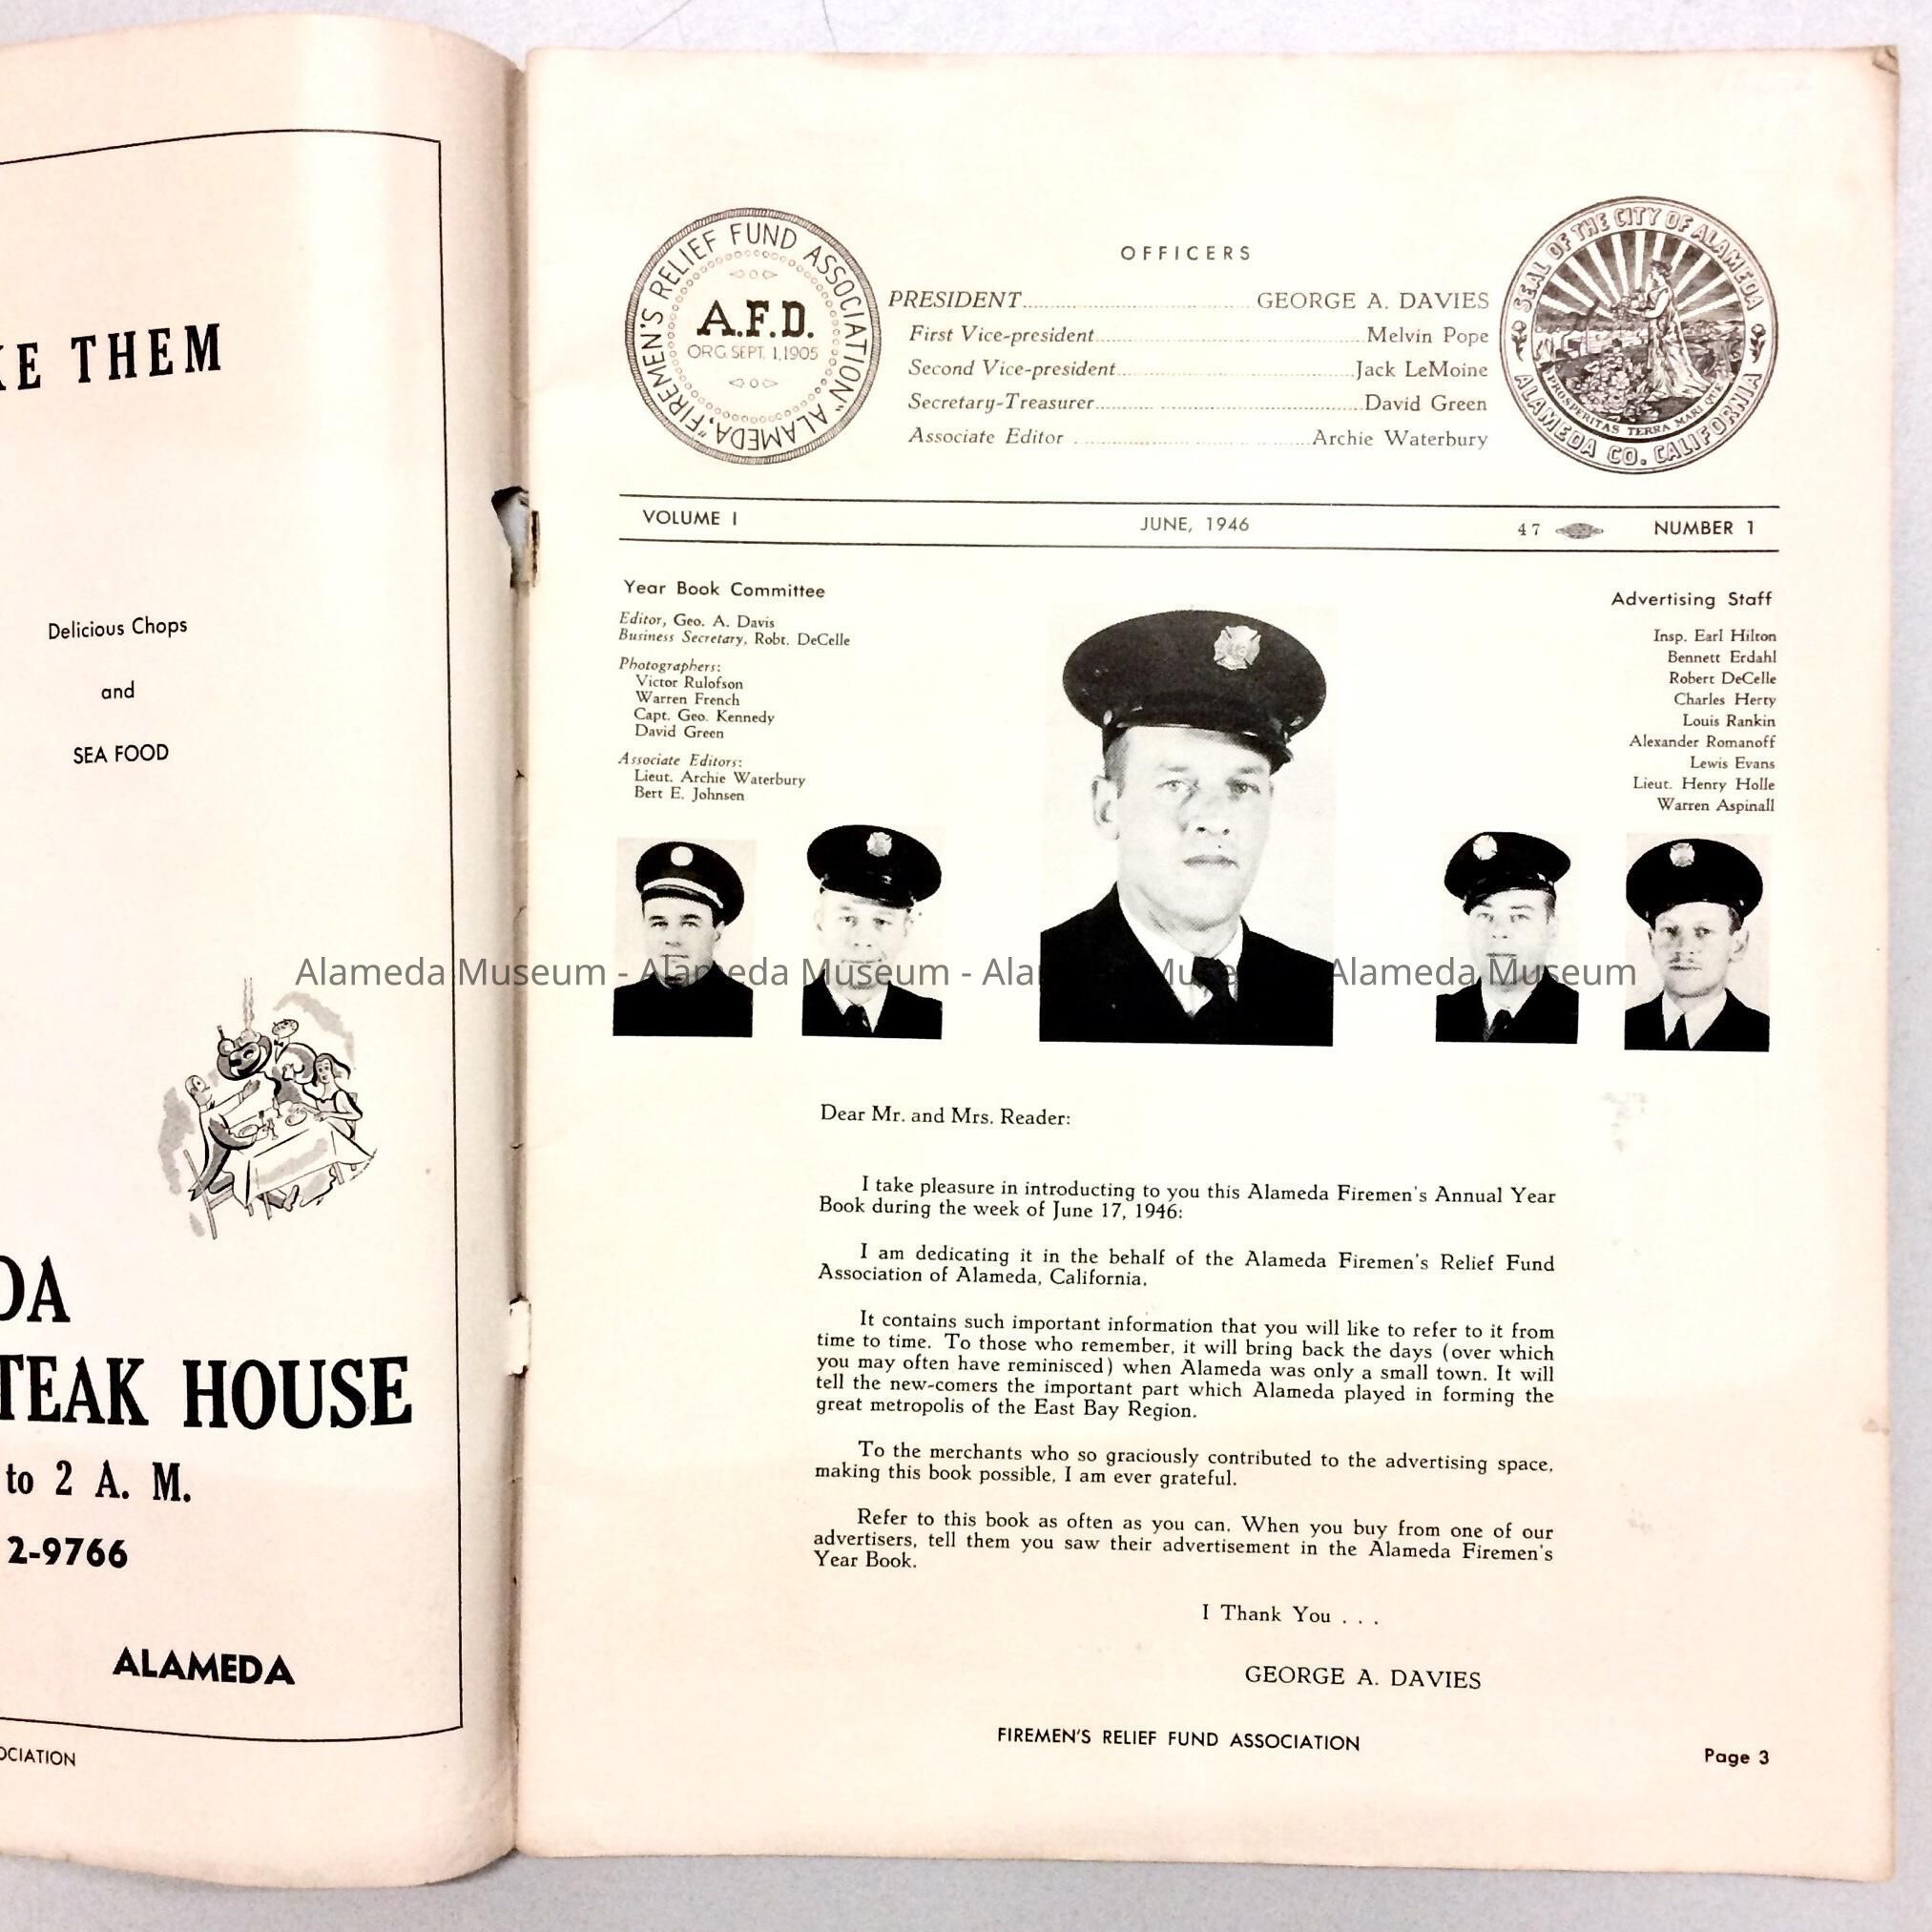 KE THEM
Delicious Chops
and
SEA FOOD
DA
TEAK HOUSE
to 2 A. M.
2-9766
ALAMEDA
OCIATION
"FIREMEN'S RELIEF FUND ASSOCIATION" ALAMEDA,
A.F.D.
ORG. SEPT. 1, 1905
OFFICERS
PRESIDENT GEORGE A. DAVIES
First Vice-president Melvin Pope
Second Vice-president Jack LeMoine
Secretary-Treasurer David Green
Associate Editor Archie Waterbury
SEAL OF THE CITY OF ALAMEDA
PROSPERITAS TERRA MARI QUE
ALAMEDA CO. CALIFORNIA
VOLUME I JUNE, 1946 47 NUMBER 1
Year Book Committee
Editor, Geo. A. Davis
Business Secretary, Robt. DeCelle
Photographers:
Victor Rulofson
Warren French
Capt. Geo. Kennedy
David Green
Associate Editors:
Lieut. Archie Waterbury
Bert E. Johnsen
Advertising Staff
Insp. Earl Hilton
Bennett Erdahl
Robert DeCelle
Charles Herty
Louis Rankin
Alexander Romanoff
Lewis Evans
Lieut. Henry Holle
Warren Aspinall
Alameda Museum - Alameda Museum - Alameda Museum - Alameda Museum
Dear Mr. and Mrs. Reader:
I take pleasure in introducting to you this Alameda Firemen's Annual Year
Book during the week of June 17, 1946:
I am dedicating it in the behalf of the Alameda Firemen's Relief Fund
Association of Alameda, California.
It contains such important information that you will like to refer to it from
time to time. To those who remember, it will bring back the days (over which
you may often have reminisced) when Alameda was only a small town. It will
tell the new-comers the important part which Alameda played in forming the
great metropolis of the East Bay Region.
To the merchants who so graciously contributed to the advertising space,
making this book possible, I am ever grateful.
Refer to this book as often as you can. When you buy from one of our
advertisers, tell them you saw their advertisement in the Alameda Firemen's
Year Book.
I Thank You . . .
GEORGE A. DAVIES
FIREMEN'S RELIEF FUND ASSOCIATION
Page 3